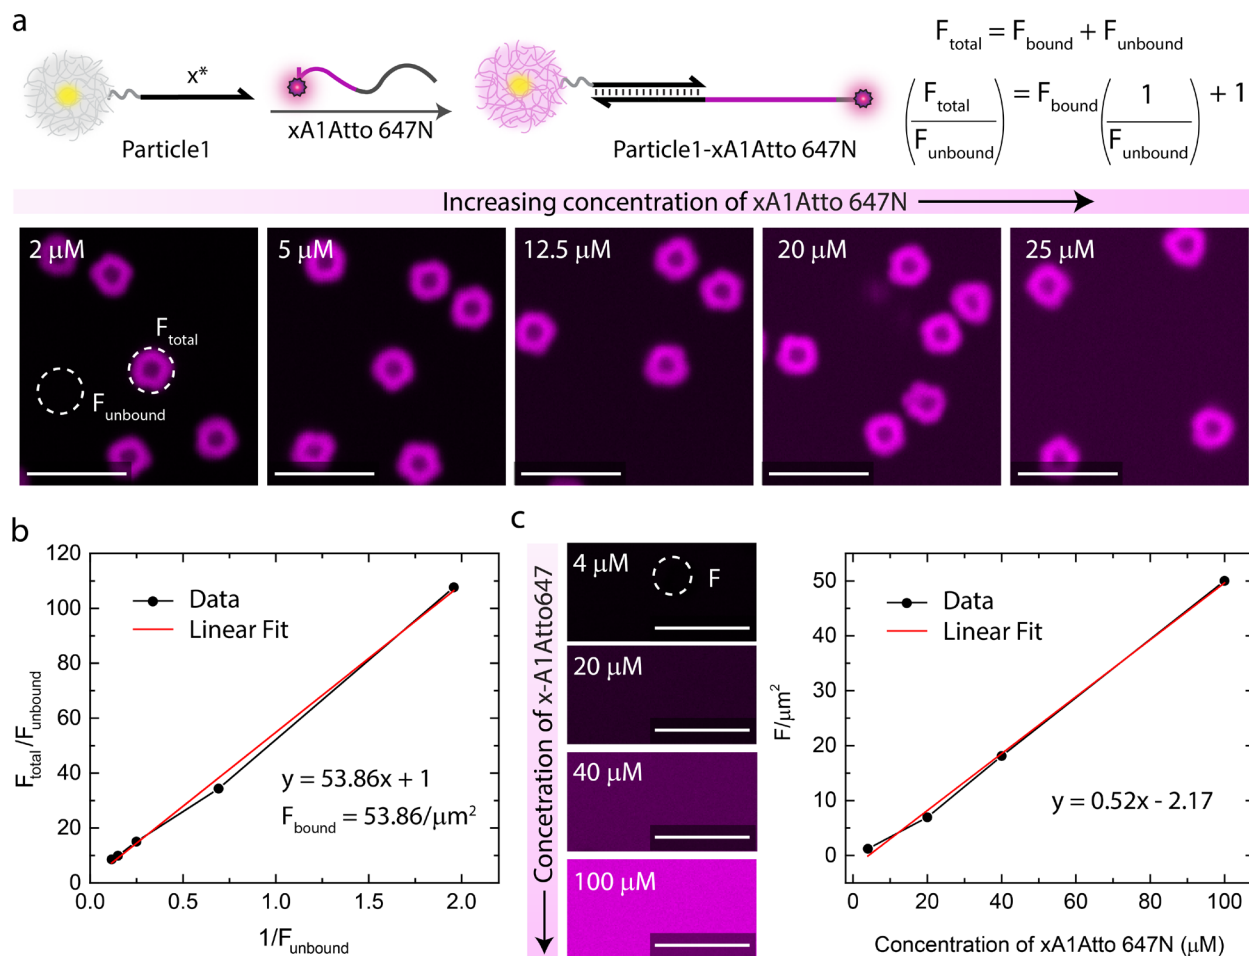 a
x*
xA1Atto 647N
Particle1
Particle1-xA1Atto 647N
F_total = F_bound + F_unbound
(F_total / F_unbound) = F_bound (1 / F_unbound) + 1
Increasing concentration of xA1Atto 647N
2 μM
5 μM
12.5 μM
20 μM
25 μM
F_total
F_unbound
b
120
100
80
60
40
20
0
0.0
0.5
1.0
1.5
2.0
F_total/F_unbound
1/F_unbound
Data
Linear Fit
y = 53.86x + 1
F_bound = 53.86/μm²
c
Concetration of x-A1Atto647
4 μM
F
20 μM
40 μM
100 μM
50
40
30
20
10
0
0
20
40
60
80
100
F/μm²
Concentration of xA1Atto 647N (μM)
Data
Linear Fit
y = 0.52x - 2.17